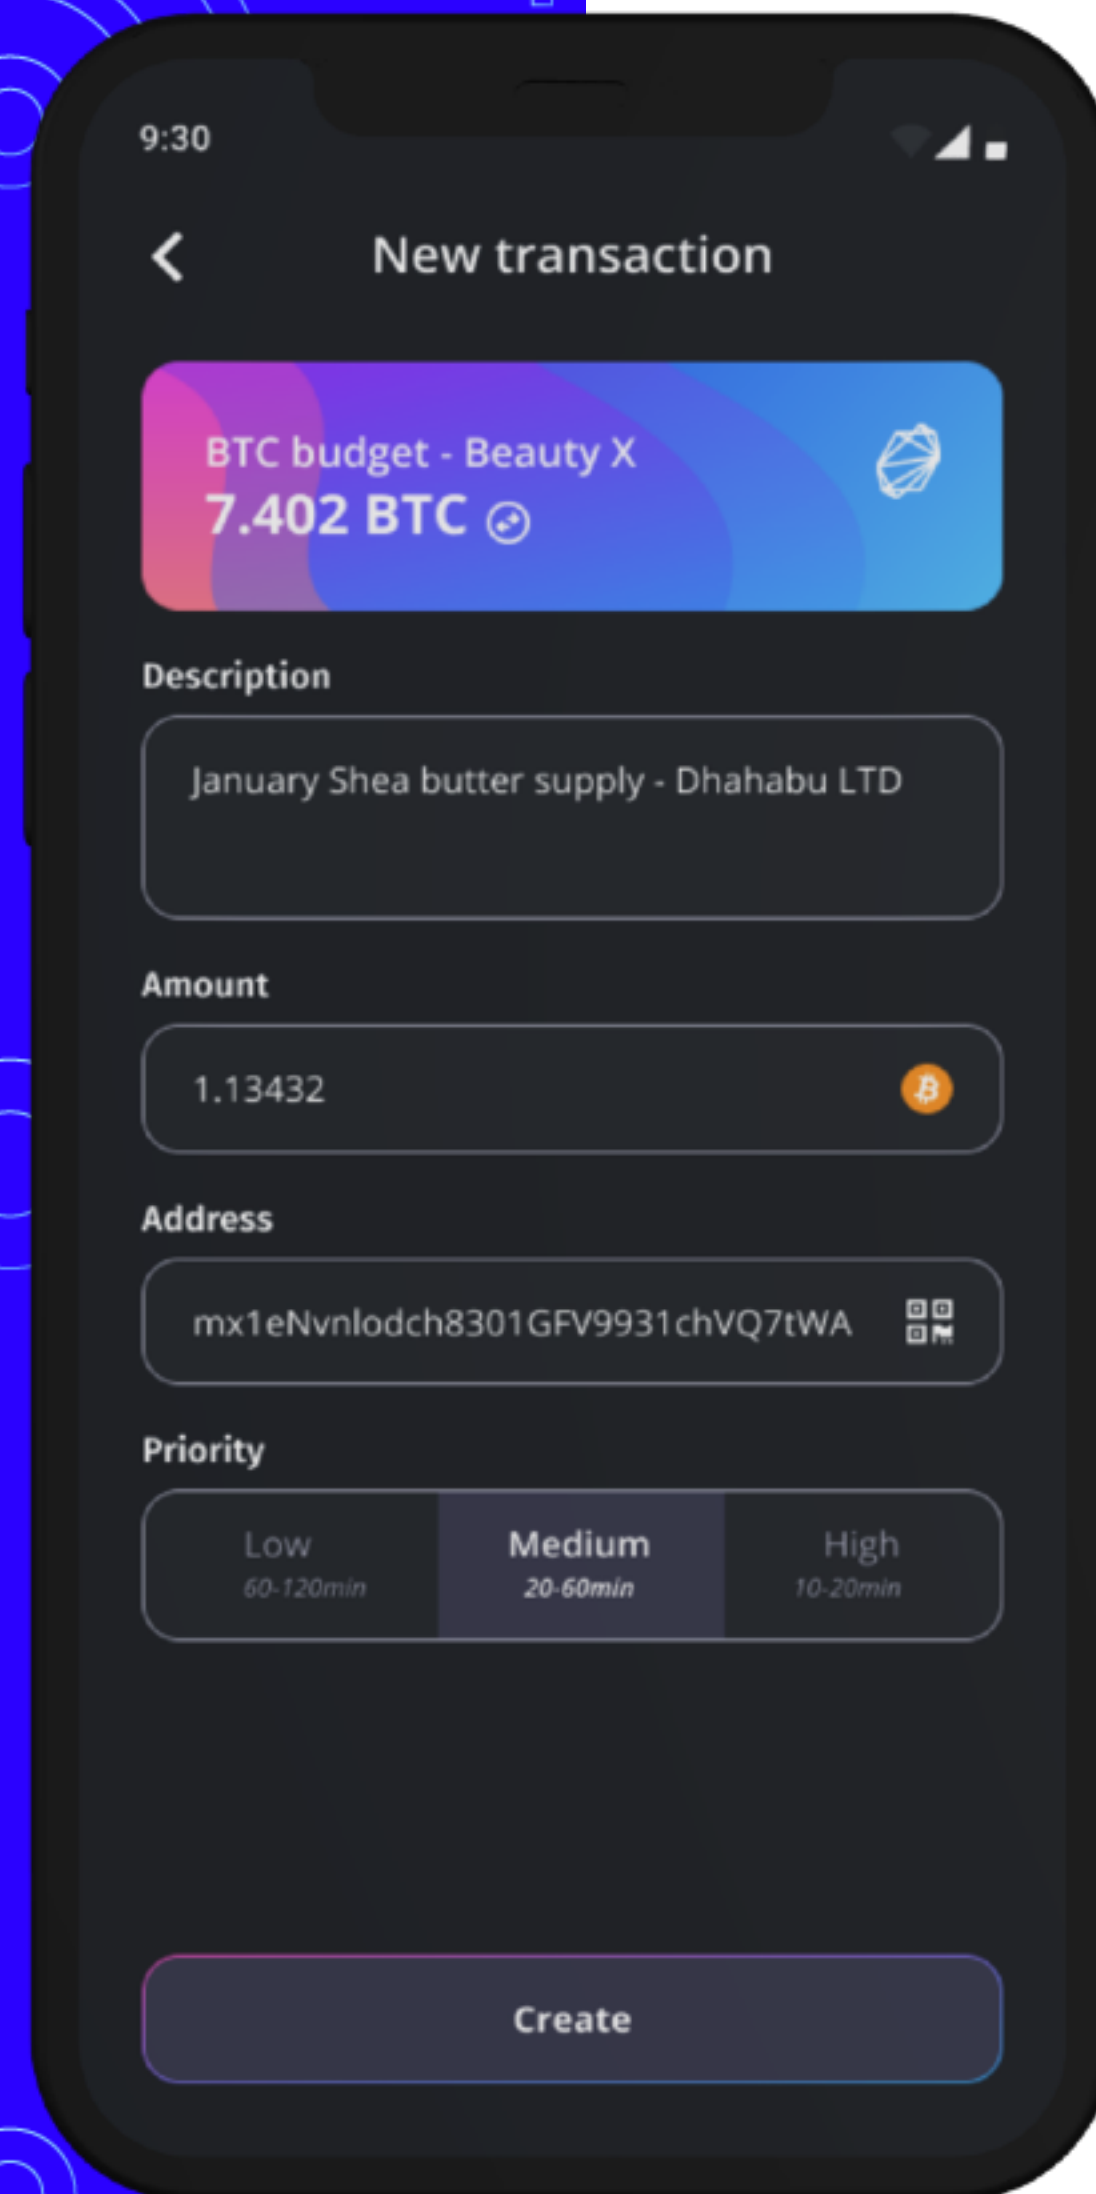 9:30
New transaction
BTC budget - Beauty X
7.402 BTC
Description
January Shea butter supply - Dhahabu LTD
Amount
1.13432
Address
mx1eNvnlodch8301GFV9931chVQ7tWA
Priority
Low Medium High
60-120min 20-60min 10-20min
Create